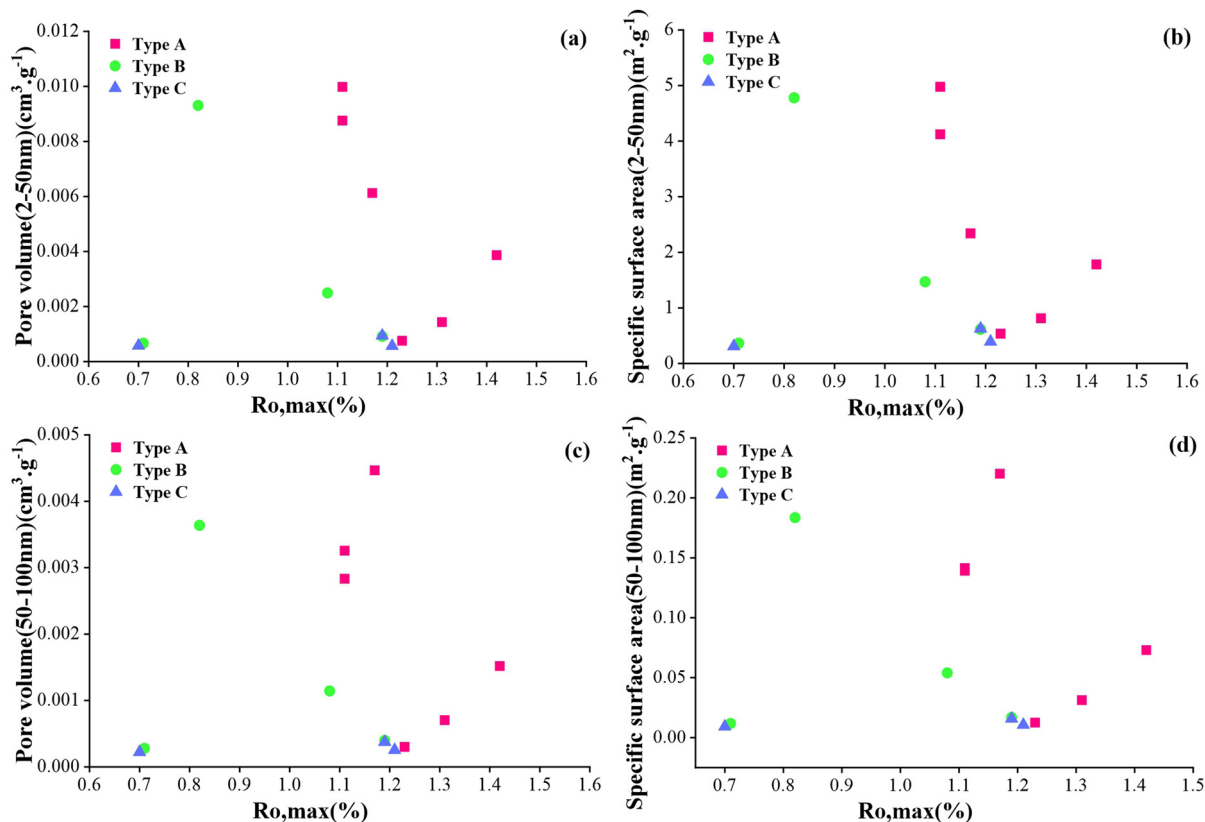 (a)
Type A
Type B
Type C
Pore volume(2-50nm)(cm³.g⁻¹)
0.012
0.010
0.008
0.006
0.004
0.002
0.000
0.6 0.7 0.8 0.9 1.0 1.1 1.2 1.3 1.4 1.5 1.6
Ro,max(%)
(b)
Type A
Type B
Type C
Specific surface area(2-50nm)(m².g⁻¹)
6
5
4
3
2
1
0
0.6 0.7 0.8 0.9 1.0 1.1 1.2 1.3 1.4 1.5 1.6
Ro,max(%)
(c)
Type A
Type B
Type C
Pore volume(50-100nm)(cm³.g⁻¹)
0.005
0.004
0.003
0.002
0.001
0.000
0.6 0.7 0.8 0.9 1.0 1.1 1.2 1.3 1.4 1.5 1.6
Ro,max(%)
(d)
Type A
Type B
Type C
Specific surface area(50-100nm)(m².g⁻¹)
0.25
0.20
0.15
0.10
0.05
0.00
0.7 0.8 0.9 1.0 1.1 1.2 1.3 1.4 1.5
Ro,max(%)